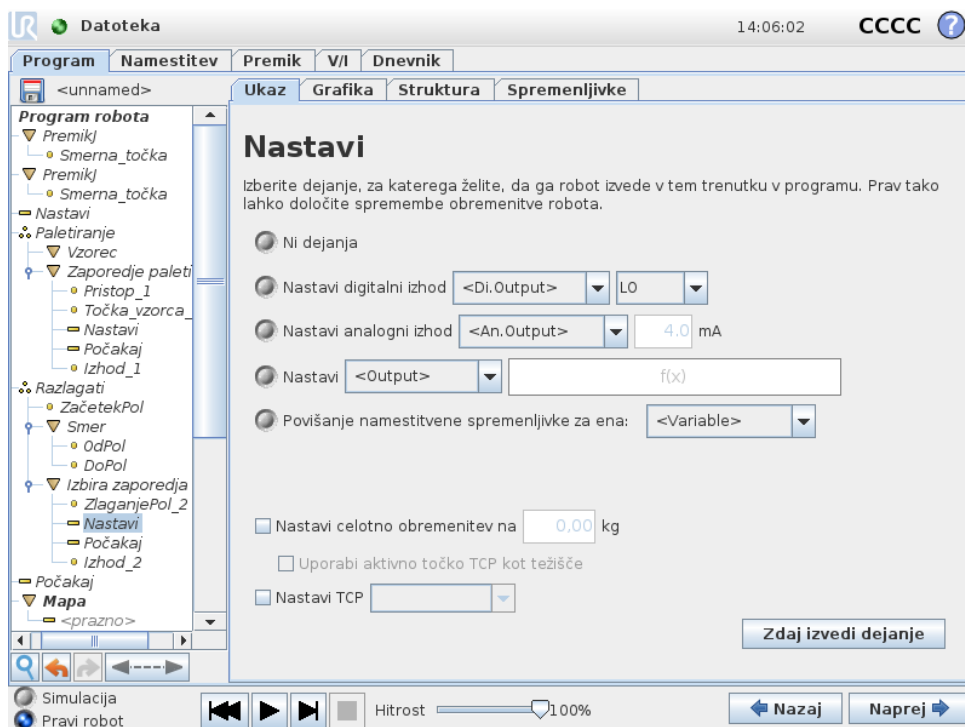 UR Datoteka 14:06:02 CCCC ?
Program Namestitev Premik V/I Dnevnik
<unnamed>
Ukaz Grafika Struktura Spremenljivke
Program robota
PremikJ
Smerna_točka
PremikJ
Smerna_točka
Nastavi
Paletiranje
Vzorec
Zaporedje paleti
Pristop_1
Točka_vzorca_
Nastavi
Počakaj
Izhod_1
Razlagati
ZačetekPol
Smer
OdPol
DoPol
Izbira zaporedja
ZlaganjePol_2
Nastavi
Počakaj
Izhod_2
Počakaj
Mapa
<prazno>
Nastavi
Izberite dejanje, za katerega želite, da ga robot izvede v tem trenutku v programu. Prav tako
lahko določite spremembe obremenitve robota.
Ni dejanja
Nastavi digitalni izhod <Di.Output> LO
Nastavi analogni izhod <An.Output> 4.0 mA
Nastavi <Output> f(x)
Povišanje namestitvene spremenljivke za ena: <Variable>
Nastavi celotno obremenitev na 0,00 kg
Uporabi aktivno točko TCP kot težišče
Nastavi TCP
Zdaj izvedi dejanje
Simulacija
Pravi robot
Hitrost 100%
Nazaj Naprej